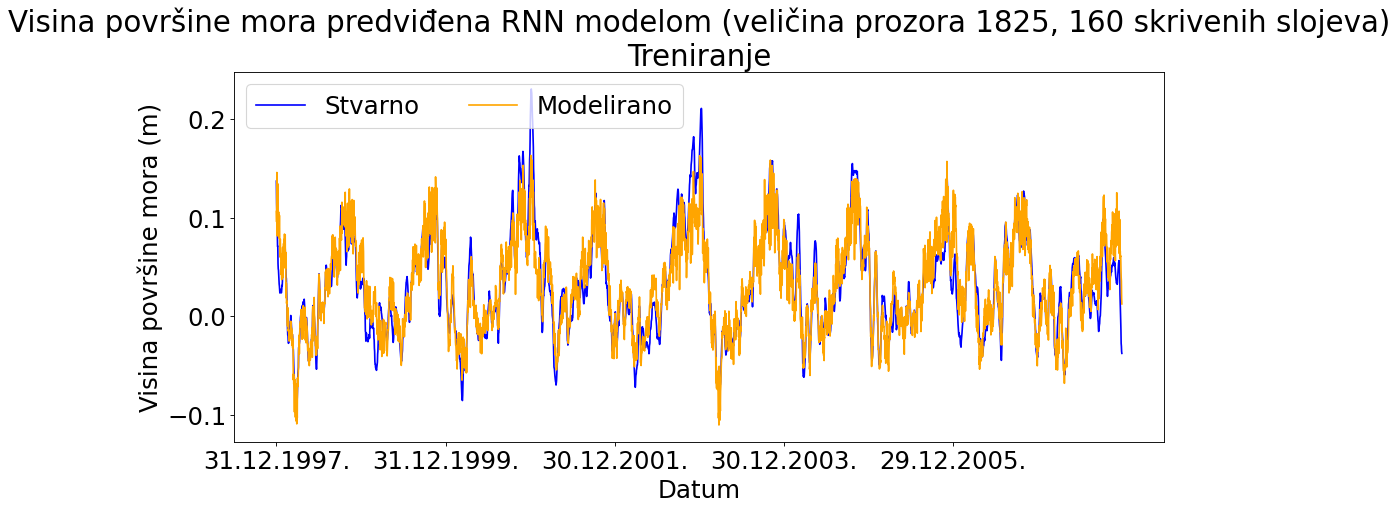 Visina površine mora predviđena RNN modelom (veličina prozora 1825, 160 skrivenih slojeva)
Treniranje
Stvarno Modelirano
Visina površine mora (m)
0.2
0.1
0.0
−0.1
31.12.1997. 31.12.1999. 30.12.2001. 30.12.2003. 29.12.2005.
Datum